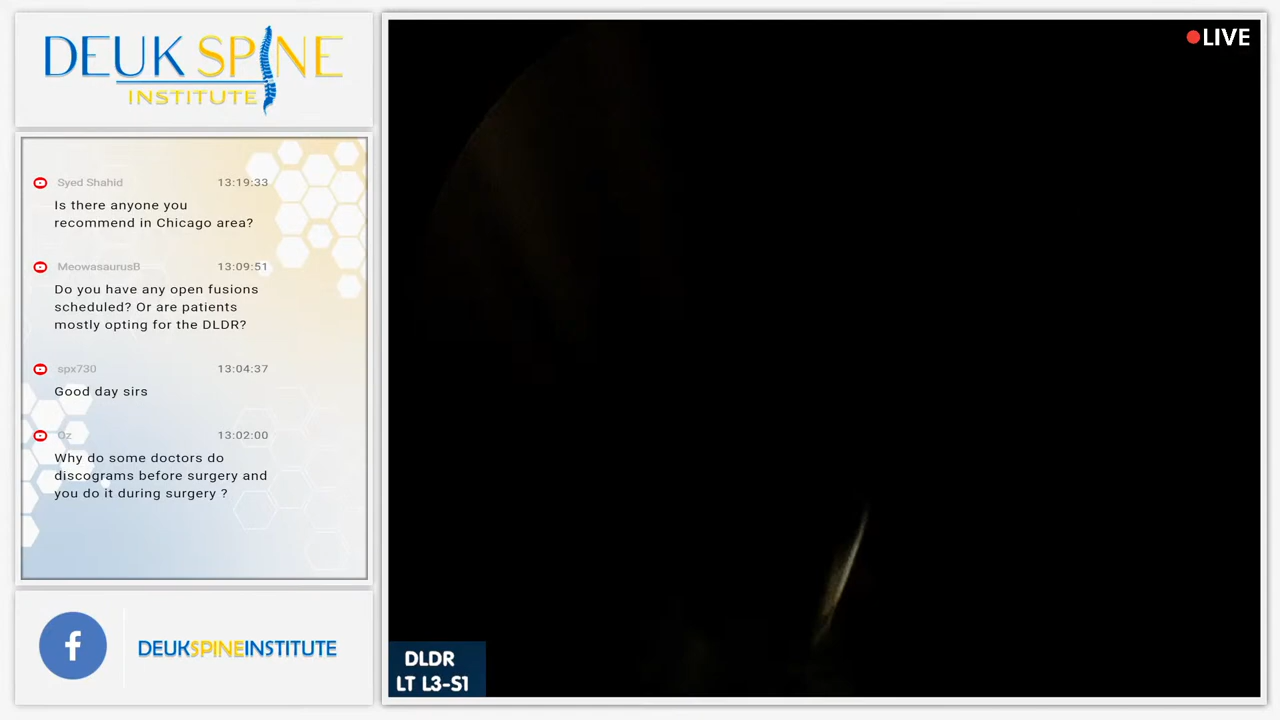 DEUK SPINE
INSTITUTE
LIVE
Syed Shahid 13:19:33
Is there anyone you
recommend in Chicago area?
MeowasaurusB 13:09:51
Do you have any open fusions
scheduled? Or are patients
mostly opting for the DLDR?
spx730 13:04:37
Good day sirs
Oz 13:02:00
Why do some doctors do
discograms before surgery and
you do it during surgery ?
f DEUKSPINEINSTITUTE
DLDR
LT L3-S1